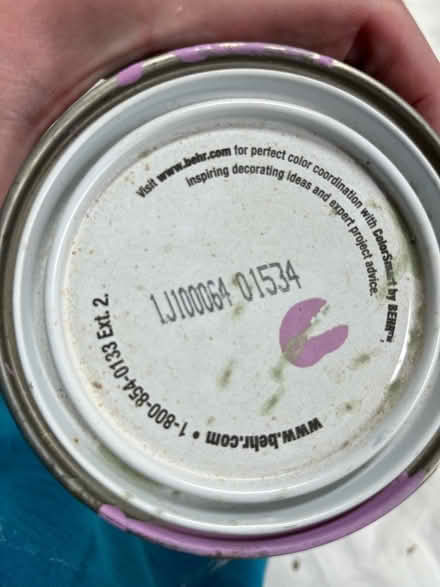 Visit www.behr.com for perfect color coordination with ColorSmart by BEHR™,
inspiring decorating ideas and expert project advice.
1J100064 01534
www.behr.com • 1-800-854-0133 Ext. 2